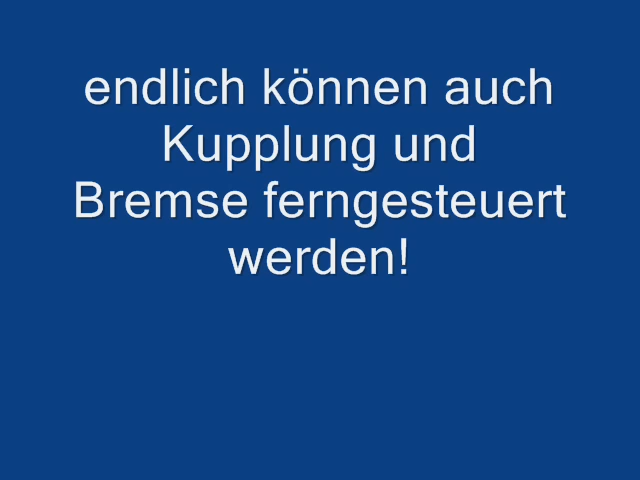 endlich können auch
Kupplung und
Bremse ferngesteuert
werden!